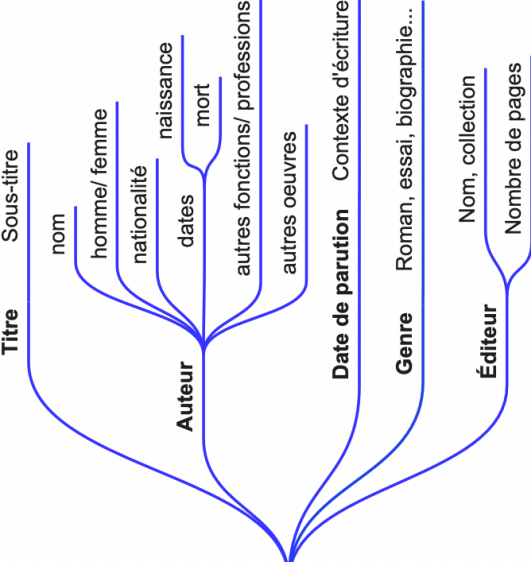 Titre
Sous-titre
Auteur
nom
homme/ femme
nationalité
dates
naissance
mort
autres fonctions/ professions
autres oeuvres
Date de parution
Contexte d'écriture
Genre
Roman, essai, biographie...
Éditeur
Nom, collection
Nombre de pages